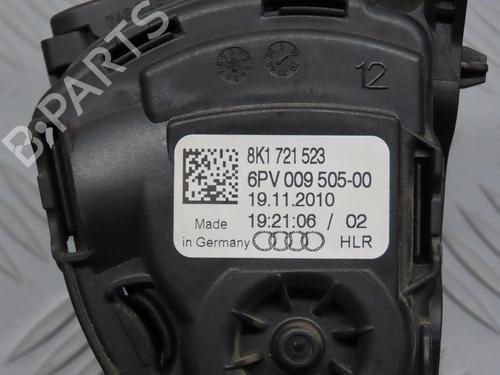 B-PARTS
12
8K1 721 523
6PV 009 505-00
19.11.2010
Made 19:21:06 / 02
in Germany HLR